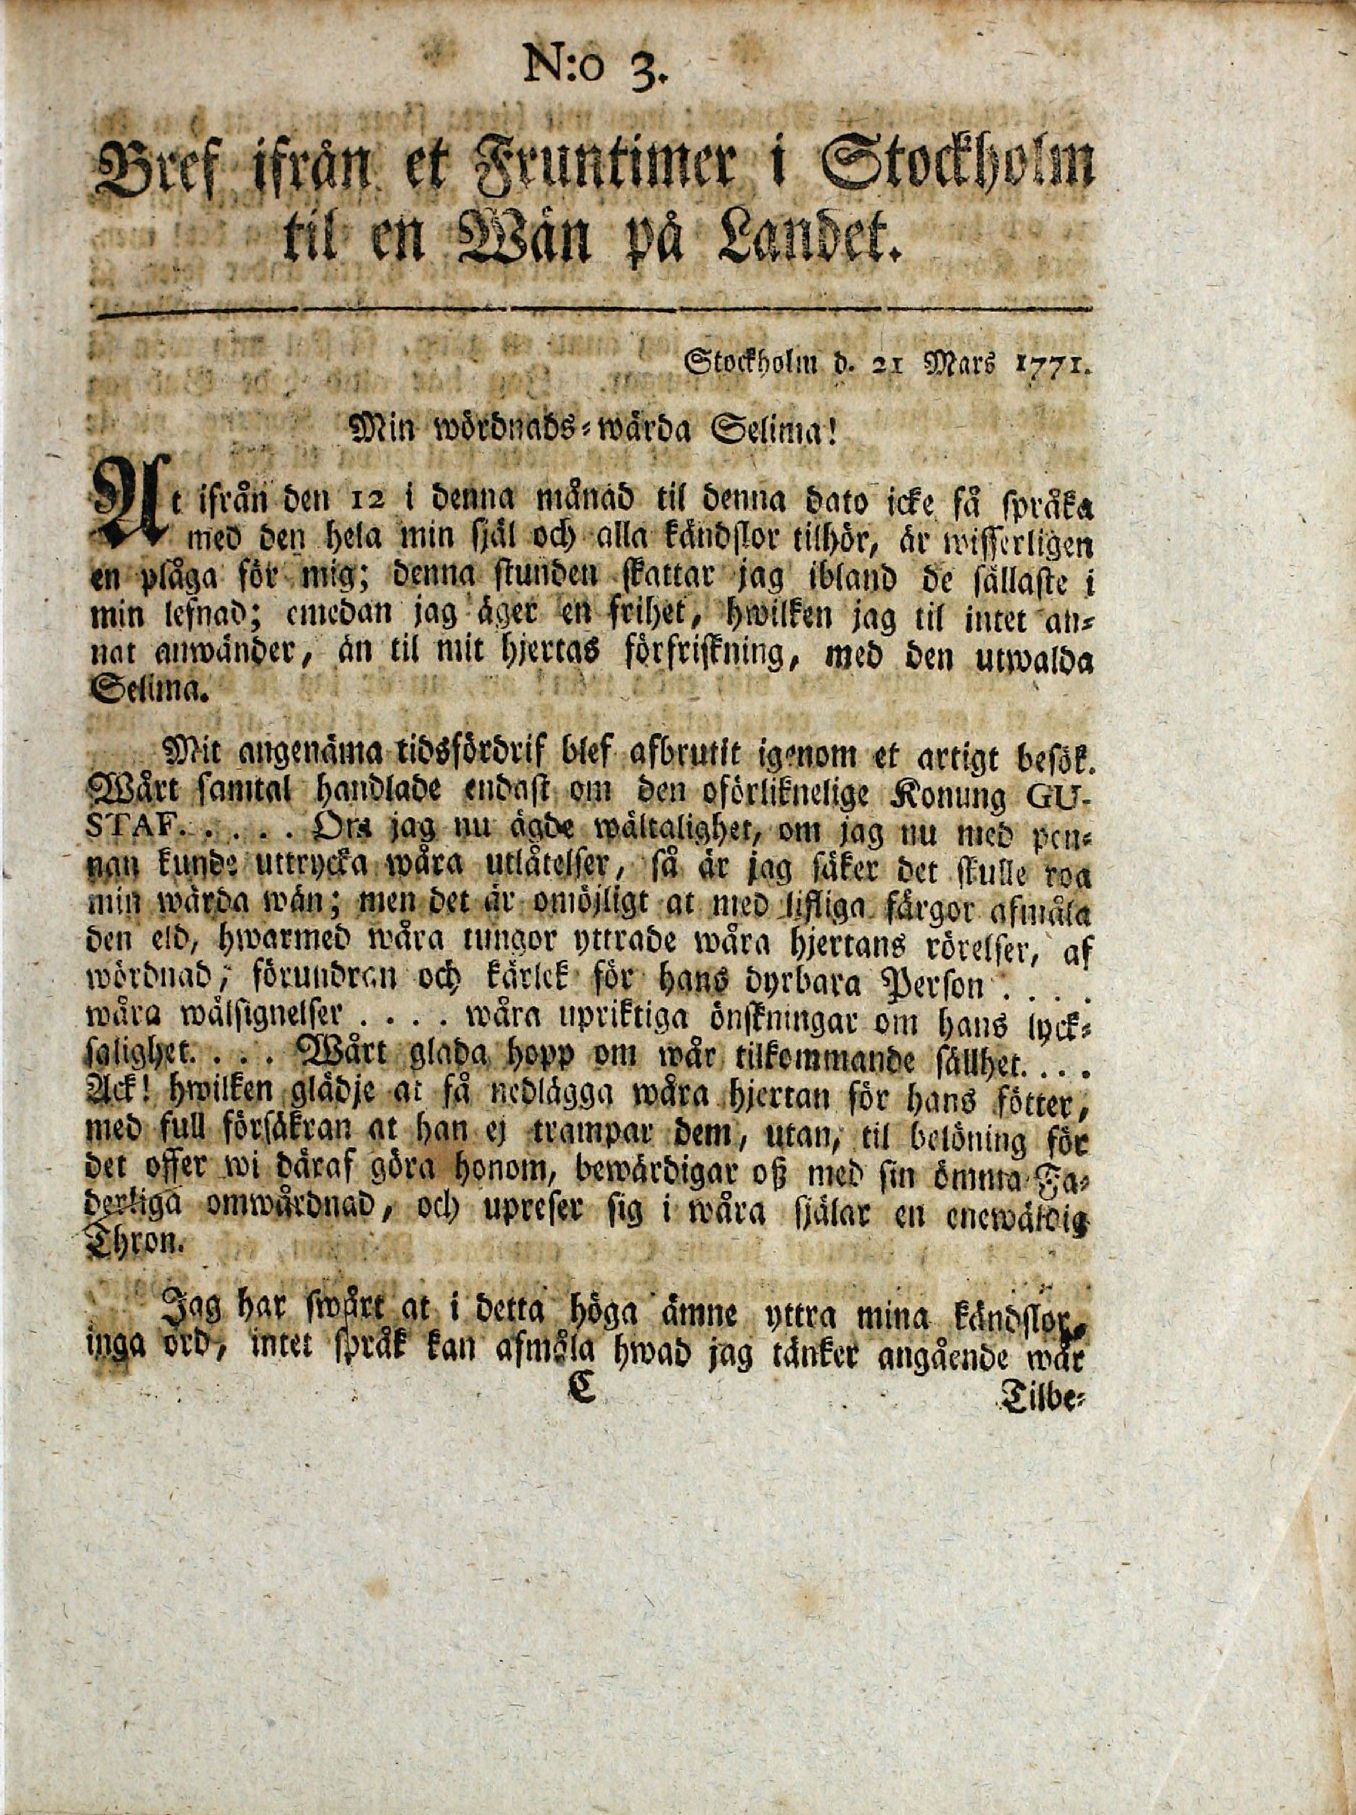 N:o 3.
Bref ifrån et Fruntimer i Stockholm
til en Wän på Landet.
Stockholm d. 21 Mars 1771.
Min wördnads-wärda Selima!
At ifrån den 12 i denna månad til denna dato icke få språka
med den hela min själ och alla kändslor tilhör, är wisserligen
en plåga för mig; denna stunden skattar jag ibland de sällaste i
min lefnad; emedan jag äger en frihet, hwilken jag til intet an-
nat anwänder, än til mit hjertas förfriskning, med den utwalda
Selima.
Mit angenäma tidsfördrif blef afbrutit igenom et artigt besök.
Wårt samtal handlade endast om den oförliknelige Konung GU-
STAF. . . . . Om jag nu ägde wältalighet, om jag nu med pen-
nan kunde uttrycka wåra utlåtelser, så är jag säker det skulle roa
min wärda wän; men det är omöjligt at med lifliga färgor afmåla
den eld, hwarmed wåra tungor yttrade wåra hjertans rörelser, af
wördnad, förundran och kärlek för hans dyrbara Person . . . .
wåra wälsignelser . . . . wåra upriktiga önskningar om hans lyck-
salighet. . . . Wårt glada hopp om wår tilkommande sällhet. . . .
Ack! hwilken glädje at få nedlägga wåra hjertan för hans fötter,
med full försäkran at han ej trampar dem, utan, til belöning för
det offer wi däraf göra honom, bewärdigar oß med sin ömma Fa-
derliga omwårdnad, och upreser sig i wåra själar en enewäldig
Thron.
Jag har swårt at i detta höga ämne yttra mina kändslor,
inga ord, intet språk kan afmåla hwad jag tänker angående wår
C
Tilbe-